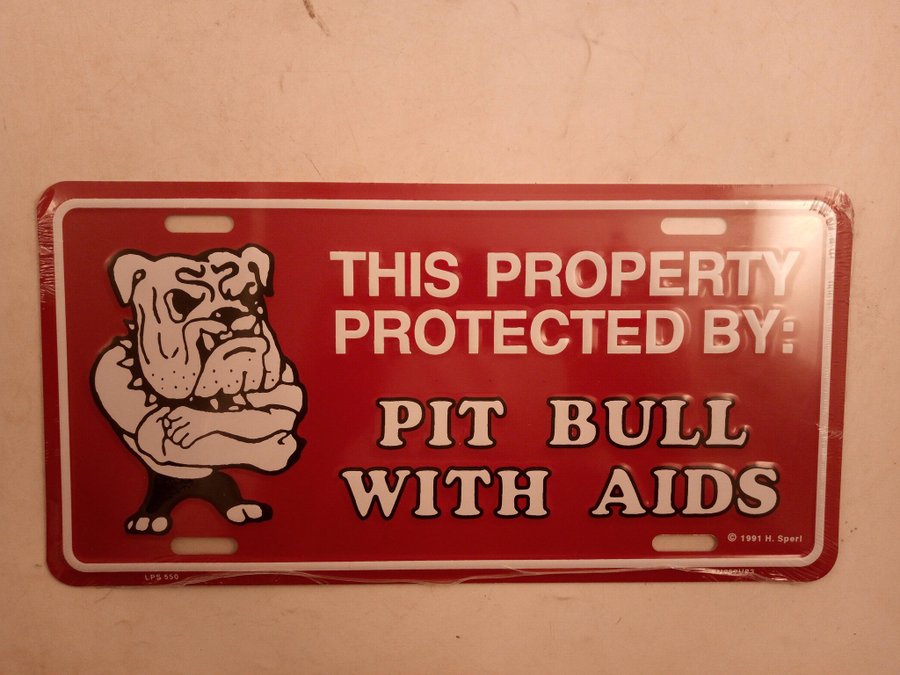 THIS PROPERTY
PROTECTED BY:
PIT BULL
WITH AIDS
© 1991 H. Sperl
LPS 550